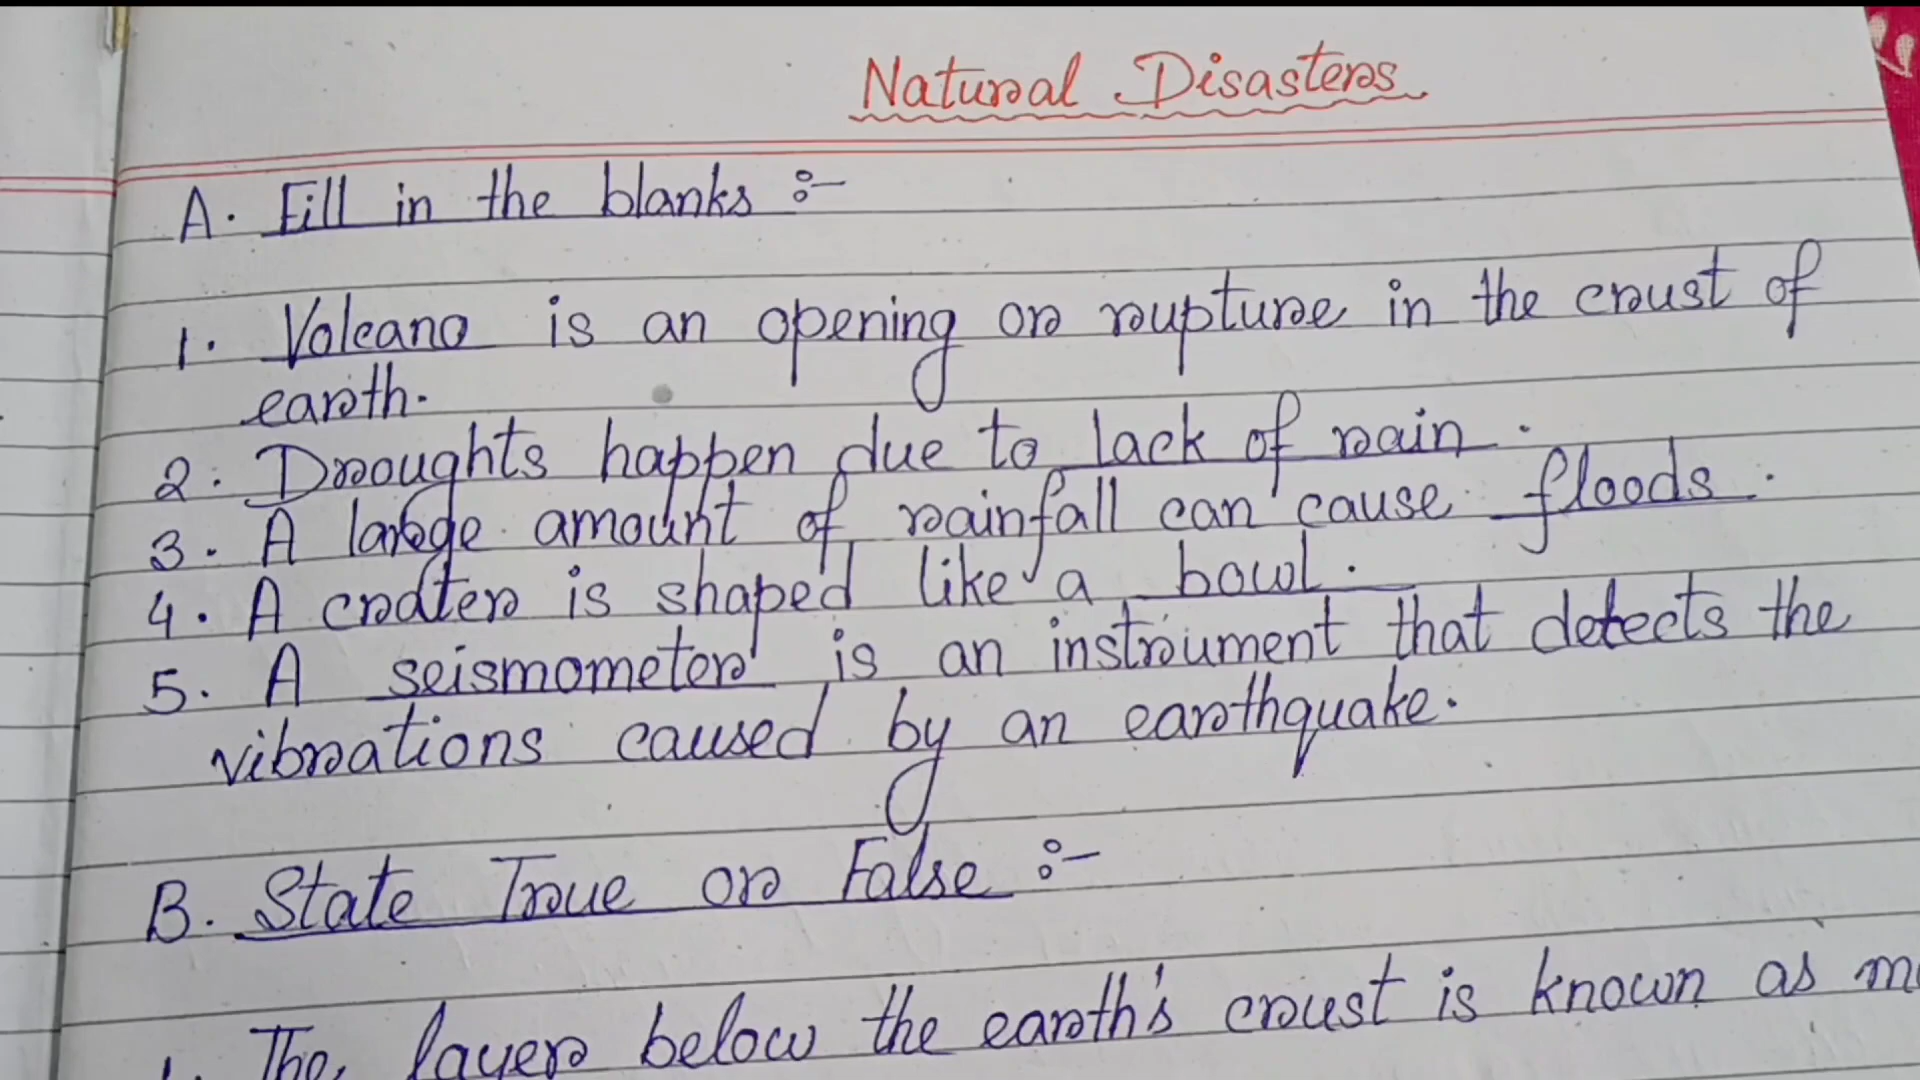 Natural Disasters
A. Fill in the blanks :-
1. Volcano is an opening or rupture in the crust of
earth.
2. Droughts happen due to lack of rain.
3. A large amount of rainfall can cause floods.
4. A crater is shaped like a bowl.
5. A seismometer is an instrument that detects the
vibrations caused by an earthquake.
B. State True or False :-
1. The layer below the earth's crust is known as